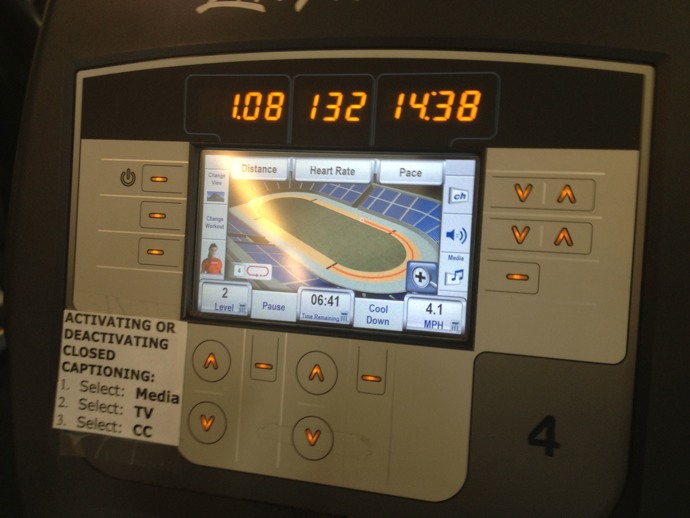 1.08 132 14:38
Distance Heart Rate Pace
Change
View
ch
Change
Workout
Media
4
2
Level
Pause
06:41
Time Remaining
Cool
Down
4.1
MPH
ACTIVATING OR
DEACTIVATING
CLOSED
CAPTIONING:
1. Select: Media
2. Select: TV
3. Select: CC
4